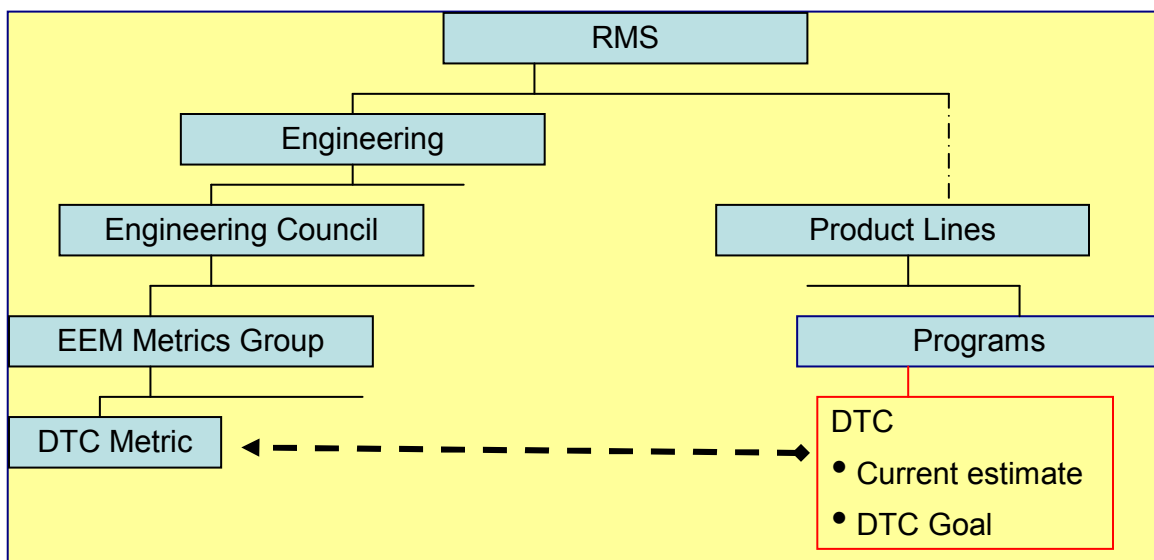 RMS
Engineering
Engineering Council
Product Lines
EEM Metrics Group
Programs
DTC Metric
DTC
• Current estimate
• DTC Goal